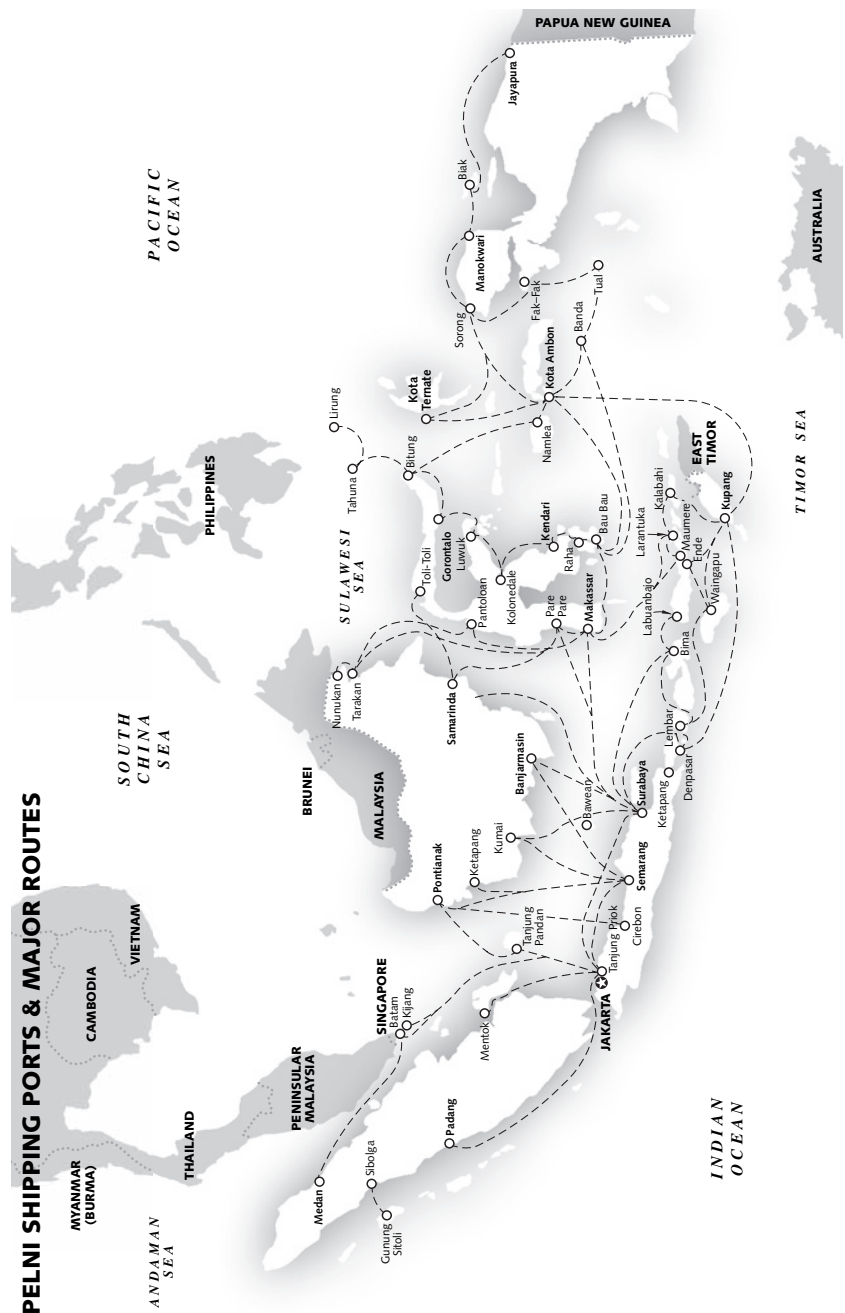 PELNI SHIPPING PORTS & MAJOR ROUTES
MYANMAR
(BURMA)
CAMBODIA
VIETNAM
THAILAND
ANDAMAN
SEA
PENINSULAR
MALAYSIA
SINGAPORE
SOUTH
CHINA
SEA
BRUNEI
MALAYSIA
PHILIPPINES
SULAWESI
SEA
PACIFIC
OCEAN
PAPUA NEW GUINEA
Medan
Sibolga
Gunung
Sitoli
Padang
Batam
Kijang
Mentok
Tanjung
Pandan
JAKARTA
Tanjung Priok
Cirebon
Semarang
Surabaya
Bawean
Ketapang
Denpasar
Lembar
Pontianak
Ketapang
Kumai
Banjarmasin
Samarinda
Nunukan
Tarakan
Toli-Toli
Pantoloan
Pare
Pare
Makassar
Gorontalo
Luwuk
Kolonedale
Kendari
Raha
Bau Bau
Bitung
Tahuna
Lirung
Kota
Ternate
Namlea
Kota Ambon
Banda
Tual
Fak–Fak
Sorong
Manokwari
Biak
Jayapura
Bima
Labuanbajo
Waingapu
Ende
Maumere
Larantuka
Kalabahi
Kupang
EAST
TIMOR
TIMOR SEA
AUSTRALIA
INDIAN
OCEAN